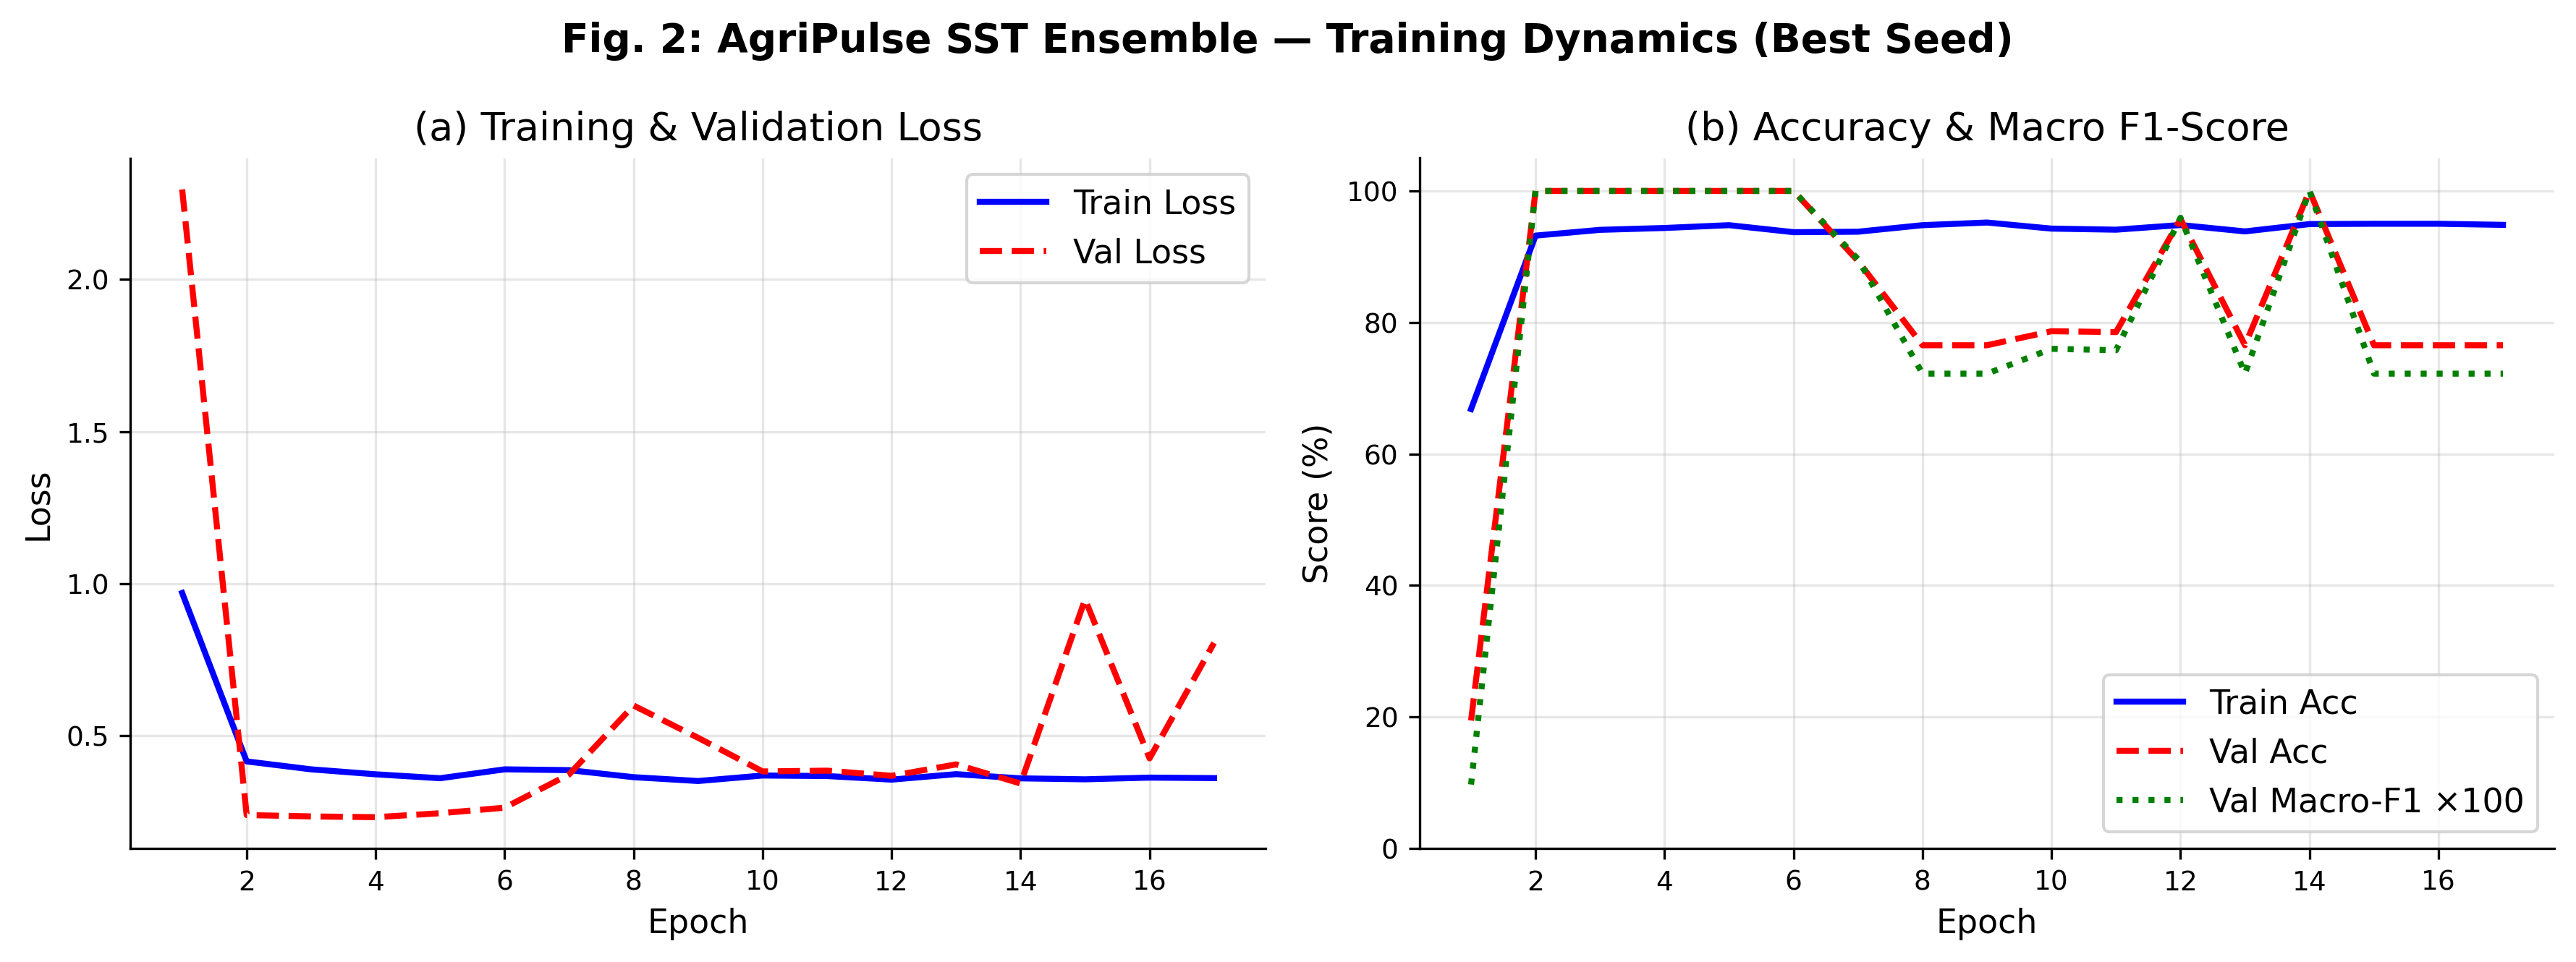 Fig. 2: AgriPulse SST Ensemble — Training Dynamics (Best Seed)
(a) Training & Validation Loss
Train Loss
Val Loss
2.0
1.5
1.0
0.5
Loss
2 4 6 8 10 12 14 16
Epoch
(b) Accuracy & Macro F1-Score
100
80
60
40
20
0
Score (%)
Train Acc
Val Acc
Val Macro-F1 ×100
2 4 6 8 10 12 14 16
Epoch